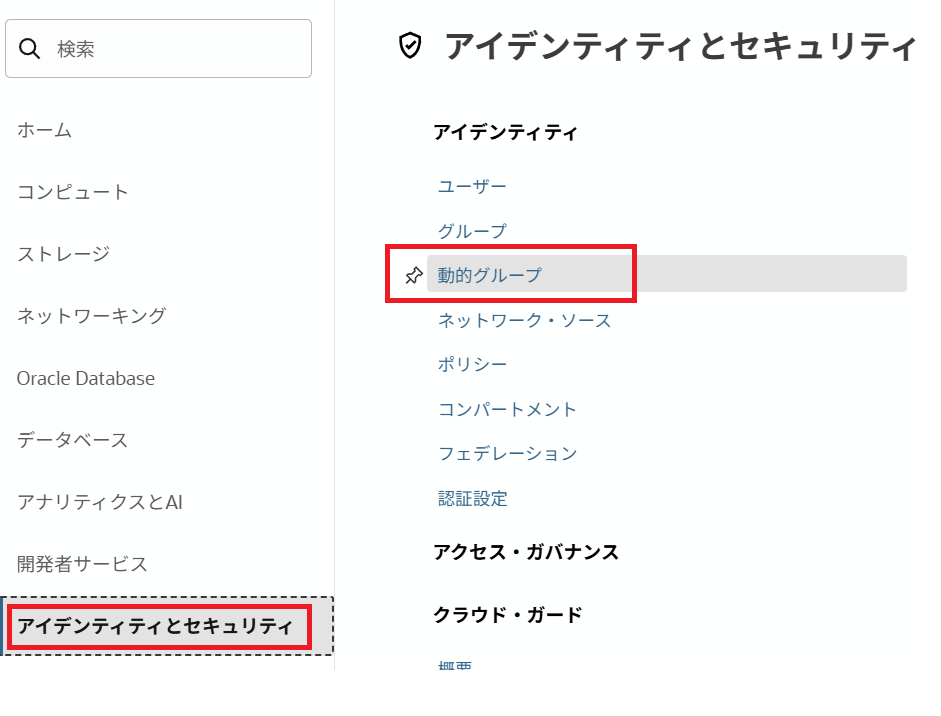 検索
ホーム
コンピュート
ストレージ
ネットワーキング
Oracle Database
データベース
アナリティクスとAI
開発者サービス
アイデンティティとセキュリティ
アイデンティティとセキュリティ
アイデンティティ
ユーザー
グループ
動的グループ
ネットワーク・ソース
ポリシー
コンパートメント
フェデレーション
認証設定
アクセス・ガバナンス
クラウド・ガード
概要